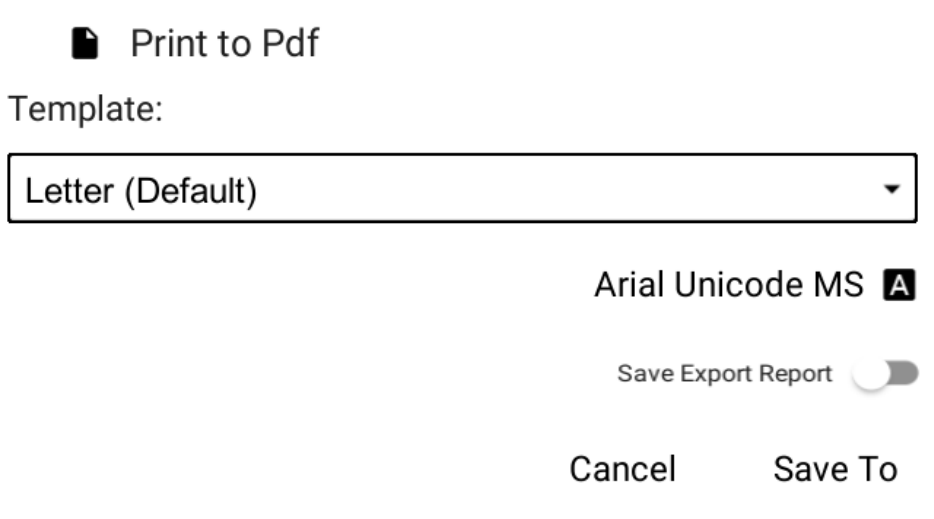 Print to Pdf
Template:
Letter (Default)
Arial Unicode MS A
Save Export Report
Cancel Save To